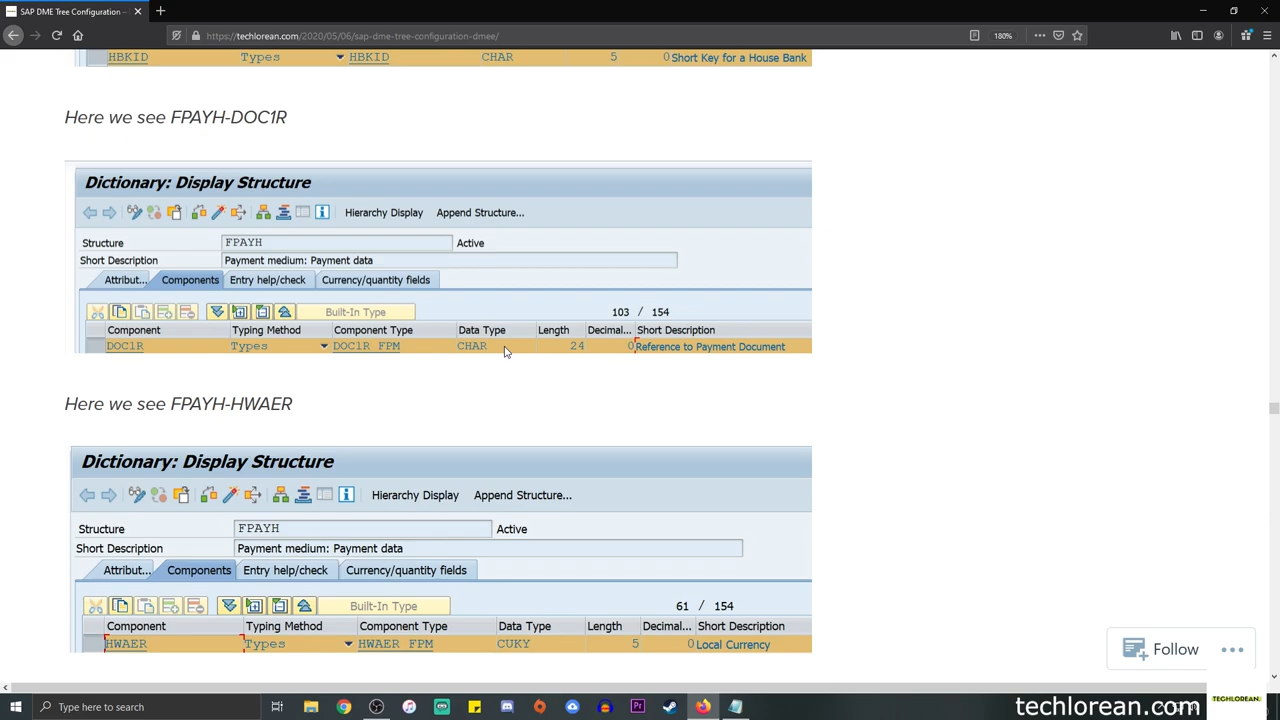 SAP DME Tree Configuration –
https://techlorean.com/2020/05/06/sap-dme-tree-configuration-dmee/
180%
HBKID Types HBKID CHAR 5 0 Short Key for a House Bank
Here we see FPAYH-DOC1R
Dictionary: Display Structure
Hierarchy Display Append Structure...
Structure FPAYH Active
Short Description Payment medium: Payment data
Attribut... Components Entry help/check Currency/quantity fields
Built-In Type 103 / 154
Component Typing Method Component Type Data Type Length Decimal... Short Description
DOC1R Types DOC1R_FPM CHAR 24 0 Reference to Payment Document
Here we see FPAYH-HWAER
Dictionary: Display Structure
Hierarchy Display Append Structure...
Structure FPAYH Active
Short Description Payment medium: Payment data
Attribut... Components Entry help/check Currency/quantity fields
Built-In Type 61 / 154
Component Typing Method Component Type Data Type Length Decimal... Short Description
HWAER Types HWAER_FPM CUKY 5 0 Local Currency
Follow
Type here to search
techlorean.com
TECHLOREAN